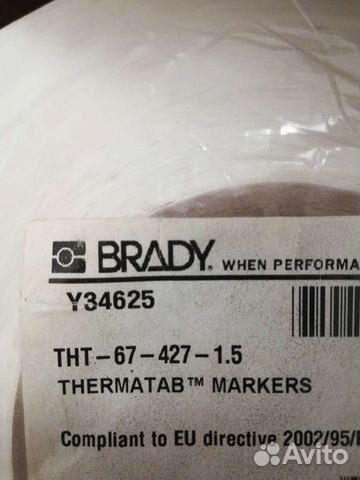 BRADY. WHEN PERFORMA
Y34625
THT-67-427-1.5
THERMATAB™ MARKERS
Compliant to EU directive 2002/95/E
Avito